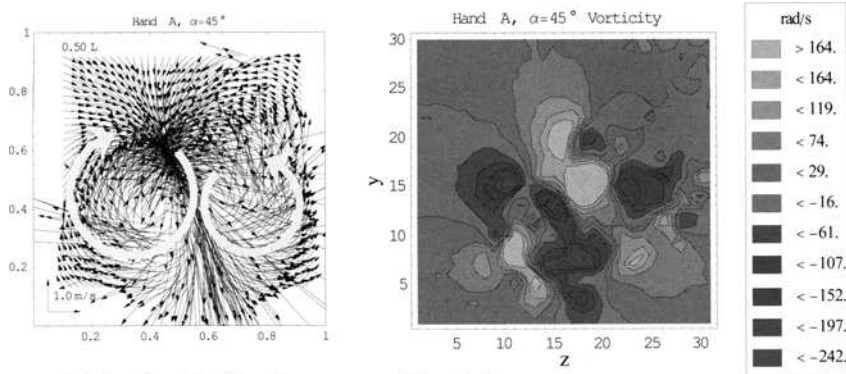 Hand A, α=45°
1
0.50 L
0.8
0.6
0.4
0.2
1.0 m/s
0.2 0.4 0.6 0.8 1
Hand A, α=45° Vorticity
30
25
20
y
15
10
5
5 10 15 20 25 30
z
rad/s
> 164.
< 164.
< 119.
< 74.
< 29.
< -16.
< -61.
< -107.
< -152.
< -197.
< -242.